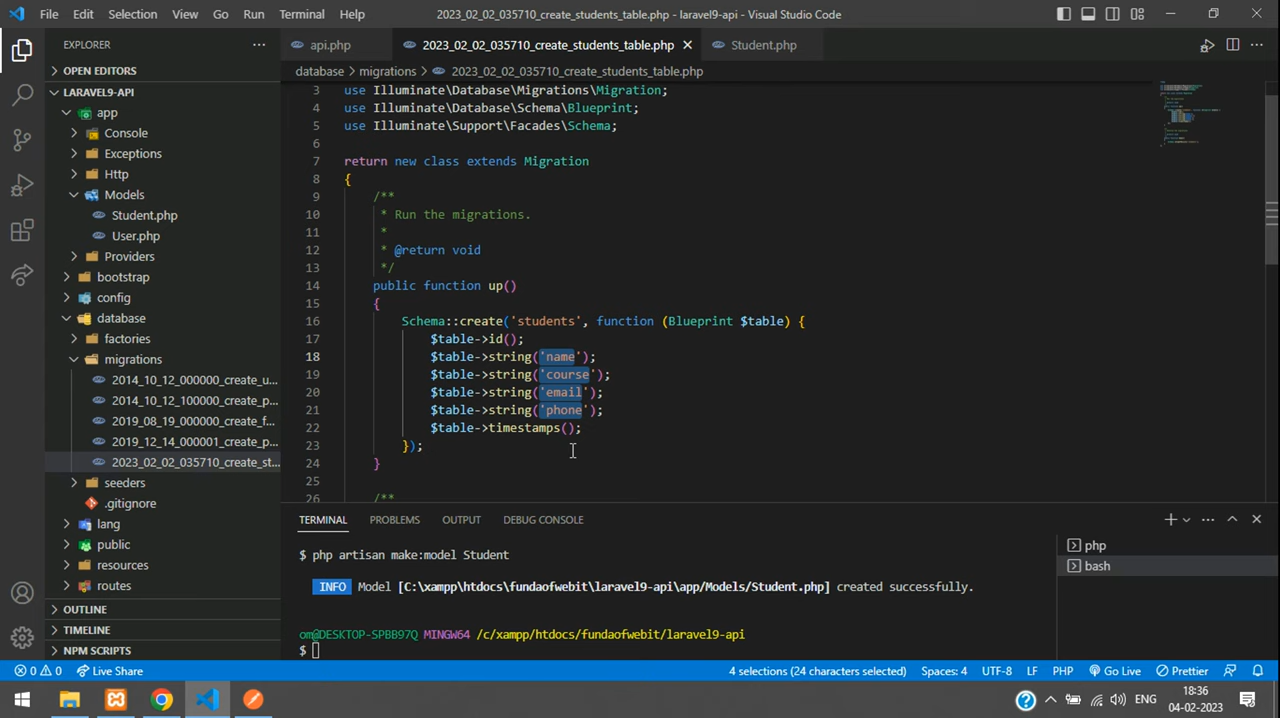 File Edit Selection View Go Run Terminal Help
2023_02_02_035710_create_students_table.php - laravel9-api - Visual Studio Code
EXPLORER
OPEN EDITORS
LARAVEL9-API
app
Console
Exceptions
Http
Models
Student.php
User.php
Providers
bootstrap
config
database
factories
migrations
2014_10_12_000000_create_u...
2014_10_12_100000_create_p...
2019_08_19_000000_create_f...
2019_12_14_000001_create_p...
2023_02_02_035710_create_st...
seeders
.gitignore
lang
public
resources
routes
OUTLINE
TIMELINE
NPM SCRIPTS
api.php
2023_02_02_035710_create_students_table.php
Student.php
database > migrations > 2023_02_02_035710_create_students_table.php
3 use Illuminate\Database\Migrations\Migration;
4 use Illuminate\Database\Schema\Blueprint;
5 use Illuminate\Support\Facades\Schema;
6
7 return new class extends Migration
8 {
9 /**
10 * Run the migrations.
11 *
12 * @return void
13 */
14 public function up()
15 {
16 Schema::create('students', function (Blueprint $table) {
17 $table->id();
18 $table->string('name');
19 $table->string('course');
20 $table->string('email');
21 $table->string('phone');
22 $table->timestamps();
23 });
24 }
25
26 /**
TERMINAL PROBLEMS OUTPUT DEBUG CONSOLE
$ php artisan make:model Student
INFO Model [C:\xampp\htdocs\fundaofwebit\laravel9-api\app/Models/Student.php] created successfully.
om@DESKTOP-SPBB97Q MINGW64 /c/xampp/htdocs/fundaofwebit/laravel9-api
$
php
bash
0 0 Live Share
4 selections (24 characters selected) Spaces: 4 UTF-8 LF PHP Go Live Prettier
ENG
18:36
04-02-2023